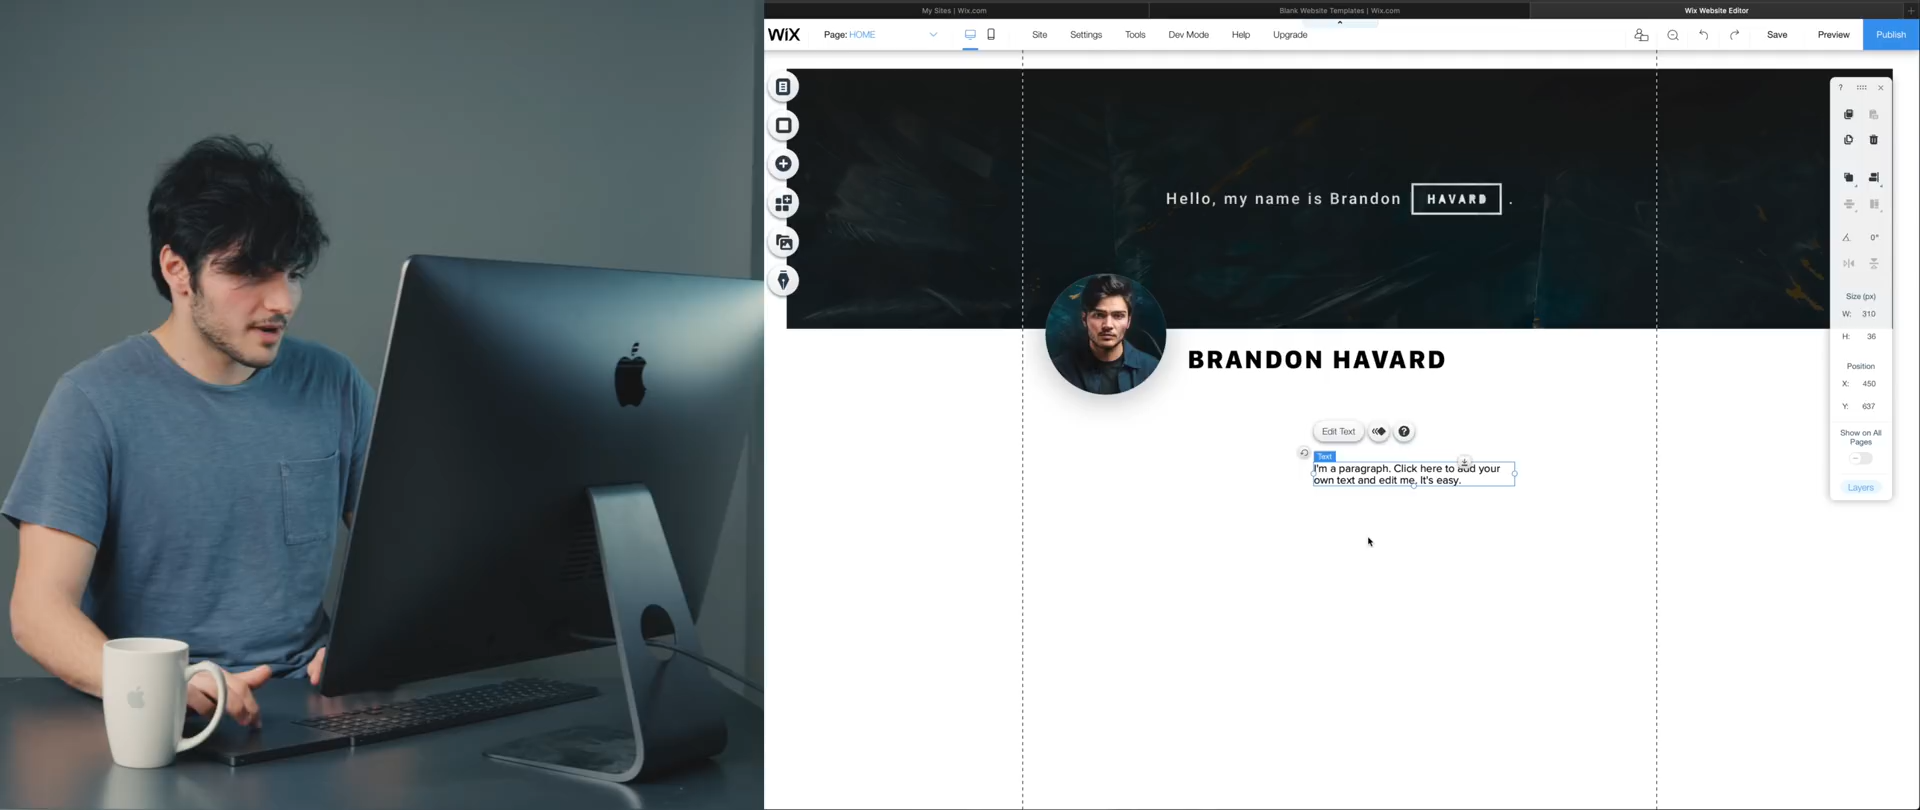 My Sites | Wix.com
Blank Website Templates | Wix.com
Wix Website Editor
WiX
Page: HOME
Site
Settings
Tools
Dev Mode
Help
Upgrade
Save
Preview
Publish
Hello, my name is Brandon HAVARD .
BRANDON HAVARD
Edit Text
Text
I'm a paragraph. Click here to add your
own text and edit me. It's easy.
?
0°
Size (px)
W: 310
H: 36
Position
X: 450
Y: 637
Show on All
Pages
Layers